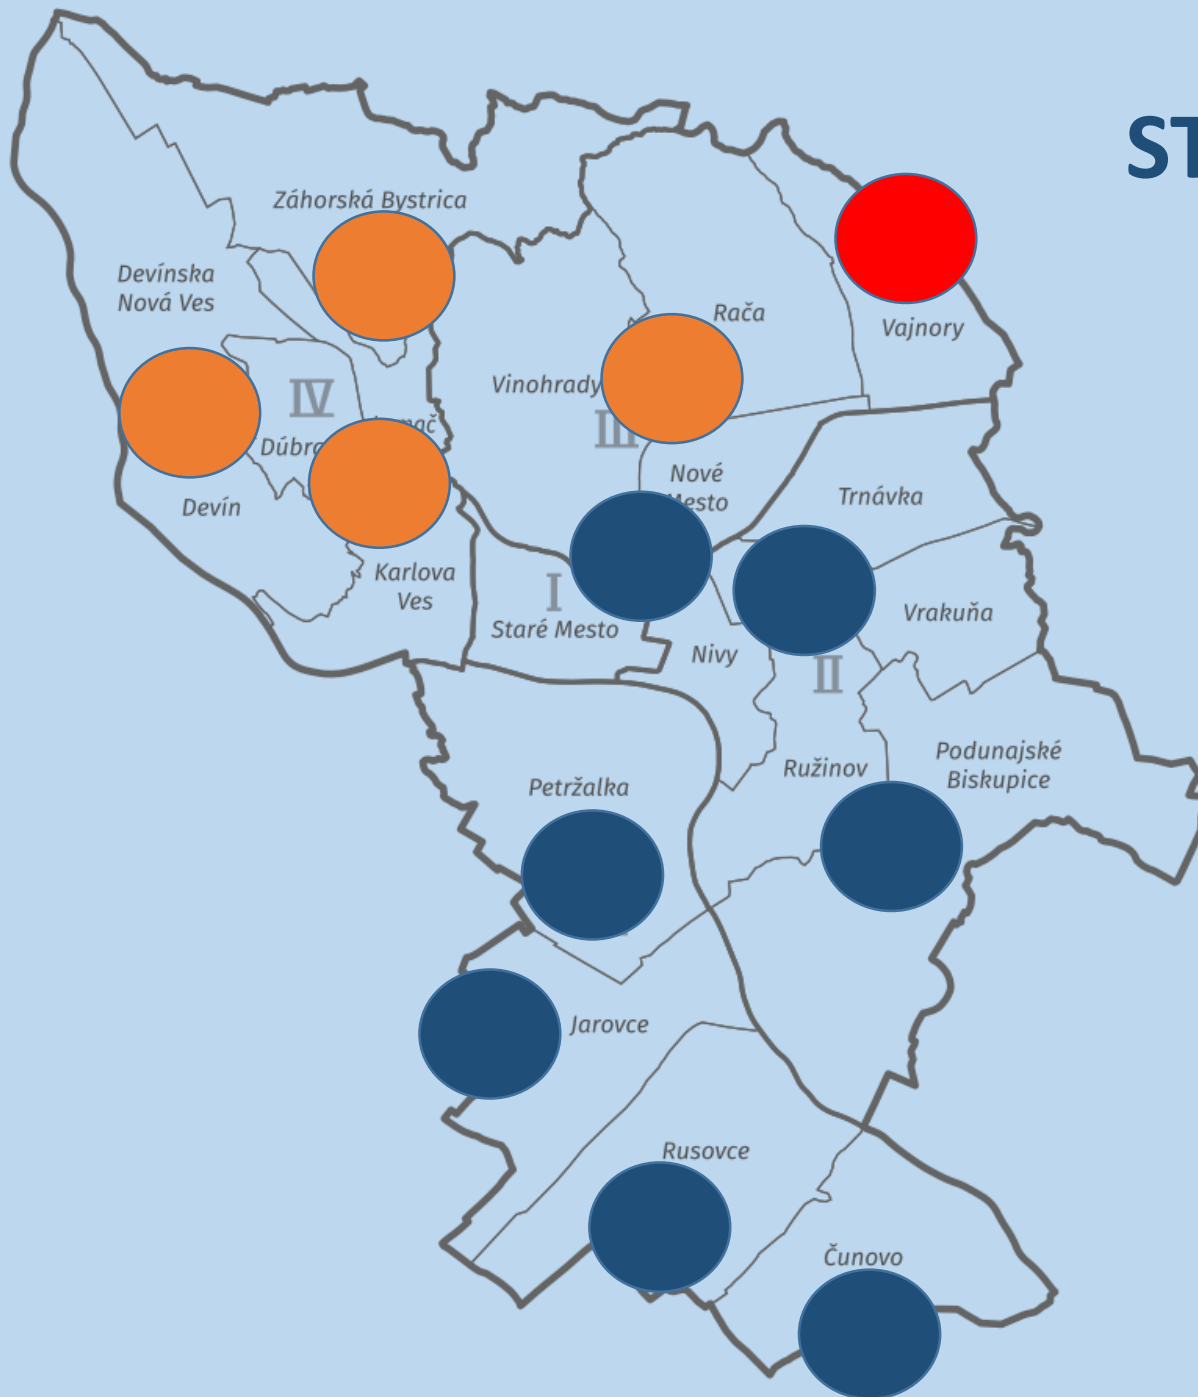 ST
Záhorská Bystrica
Devínska
Nová Ves
Rača
Vajnory
IV
Vinohrady
III
Devín
Nové
Trnávka
Karlova
Ves
I
Staré Mesto
Nivy
Vrakuňa
II
Ružinov
Podunajské
Biskupice
Petržalka
Jarovce
Rusovce
Čunovo